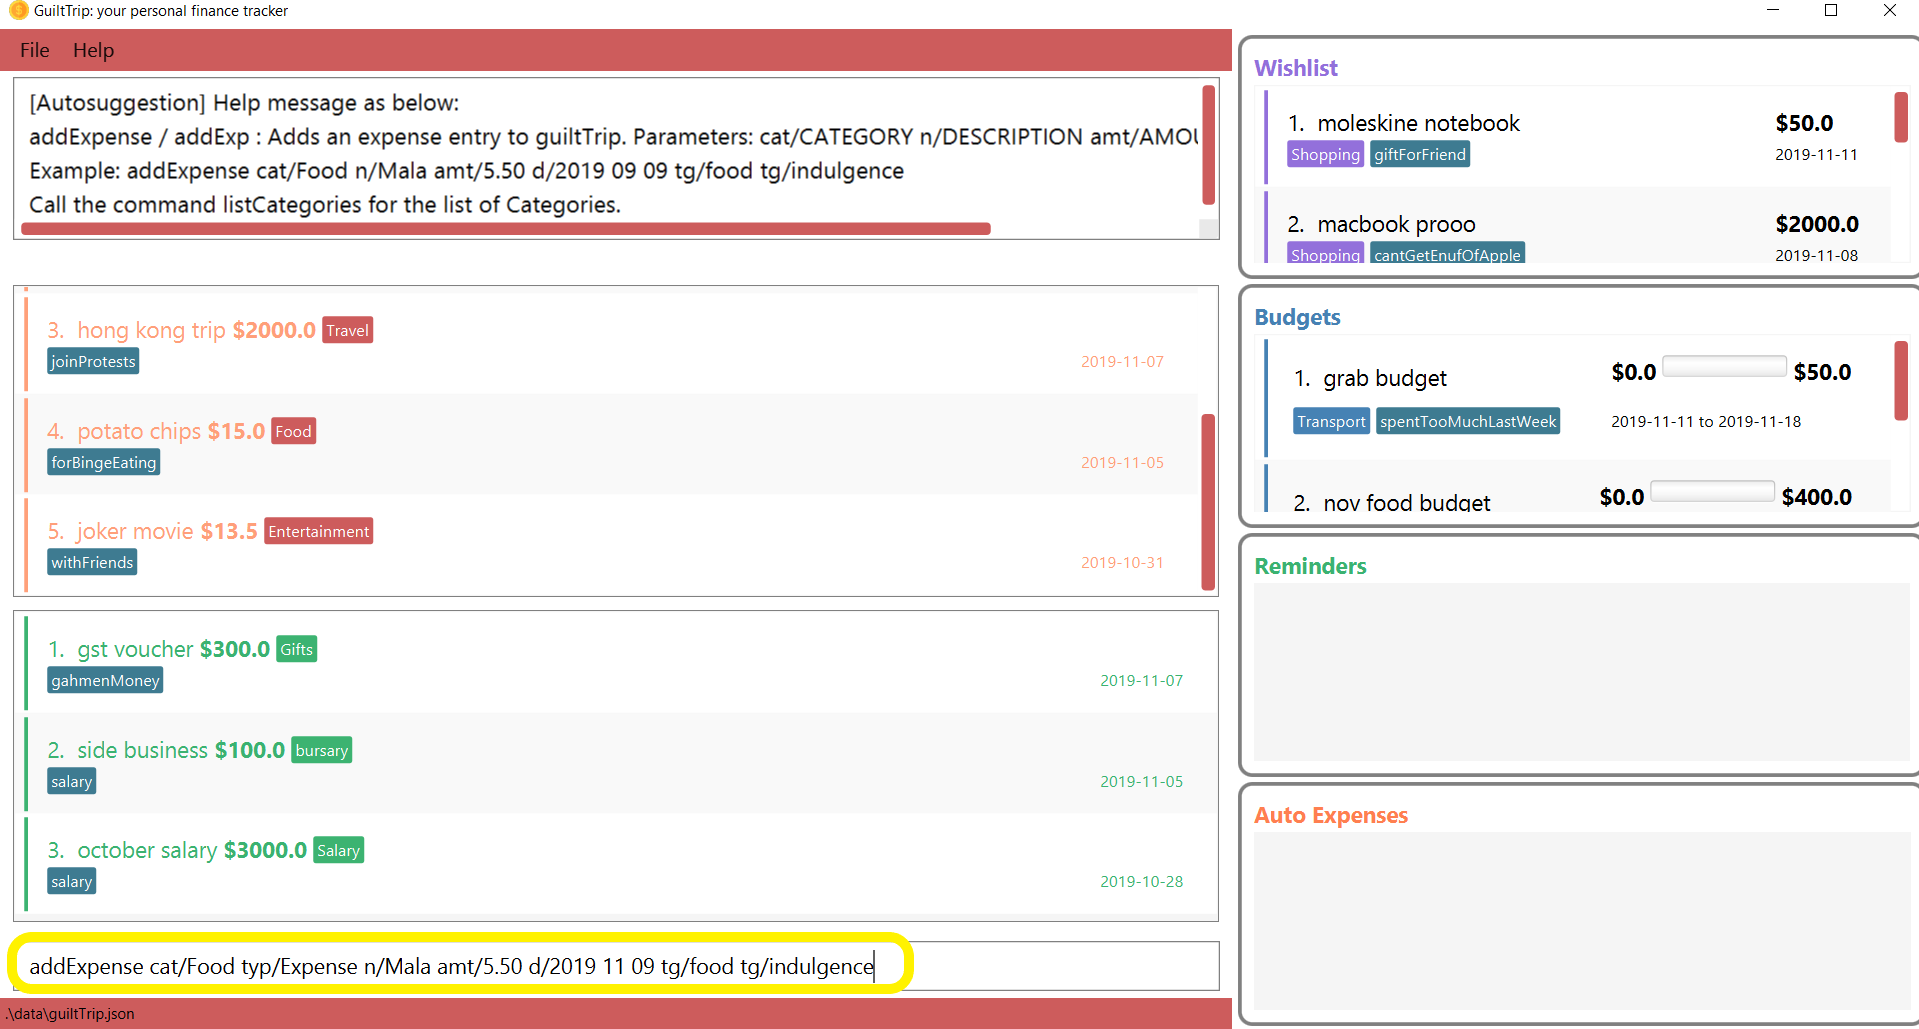 GuiltTrip: your personal finance tracker
File Help
[Autosuggestion] Help message as below:
addExpense / addExp : Adds an expense entry to guiltTrip. Parameters: cat/CATEGORY n/DESCRIPTION
Example: addExpense cat/Food n/Mala amt/5.50 d/2019 09 09 tg/food tg/indulgence
Call the command listCategories for the list of Categories.
3. hong kong trip $2000.0 Travel
joinProtests 2019-11-07
4. potato chips $15.0 Food
forBingeEating 2019-11-05
5. joker movie $13.5 Entertainment
withFriends 2019-10-31
1. gst voucher $300.0 Gifts
gahmenMoney 2019-11-07
2. side business $100.0 bursary
salary 2019-11-05
3. october salary $3000.0 Salary
salary 2019-10-28
addExpense cat/Food typ/Expense n/Mala amt/5.50 d/2019 11 09 tg/food tg/indulgence
.\data\guiltTrip.json
Wishlist
1. moleskine notebook $50.0
Shopping giftForFriend 2019-11-11
2. macbook prooo $2000.0
Shopping cantGetEnufOfApple 2019-11-08
Budgets
1. grab budget $0.0 $50.0
Transport spentTooMuchLastWeek 2019-11-11 to 2019-11-18
2. nov food budget $0.0 $400.0
Reminders
Auto Expenses